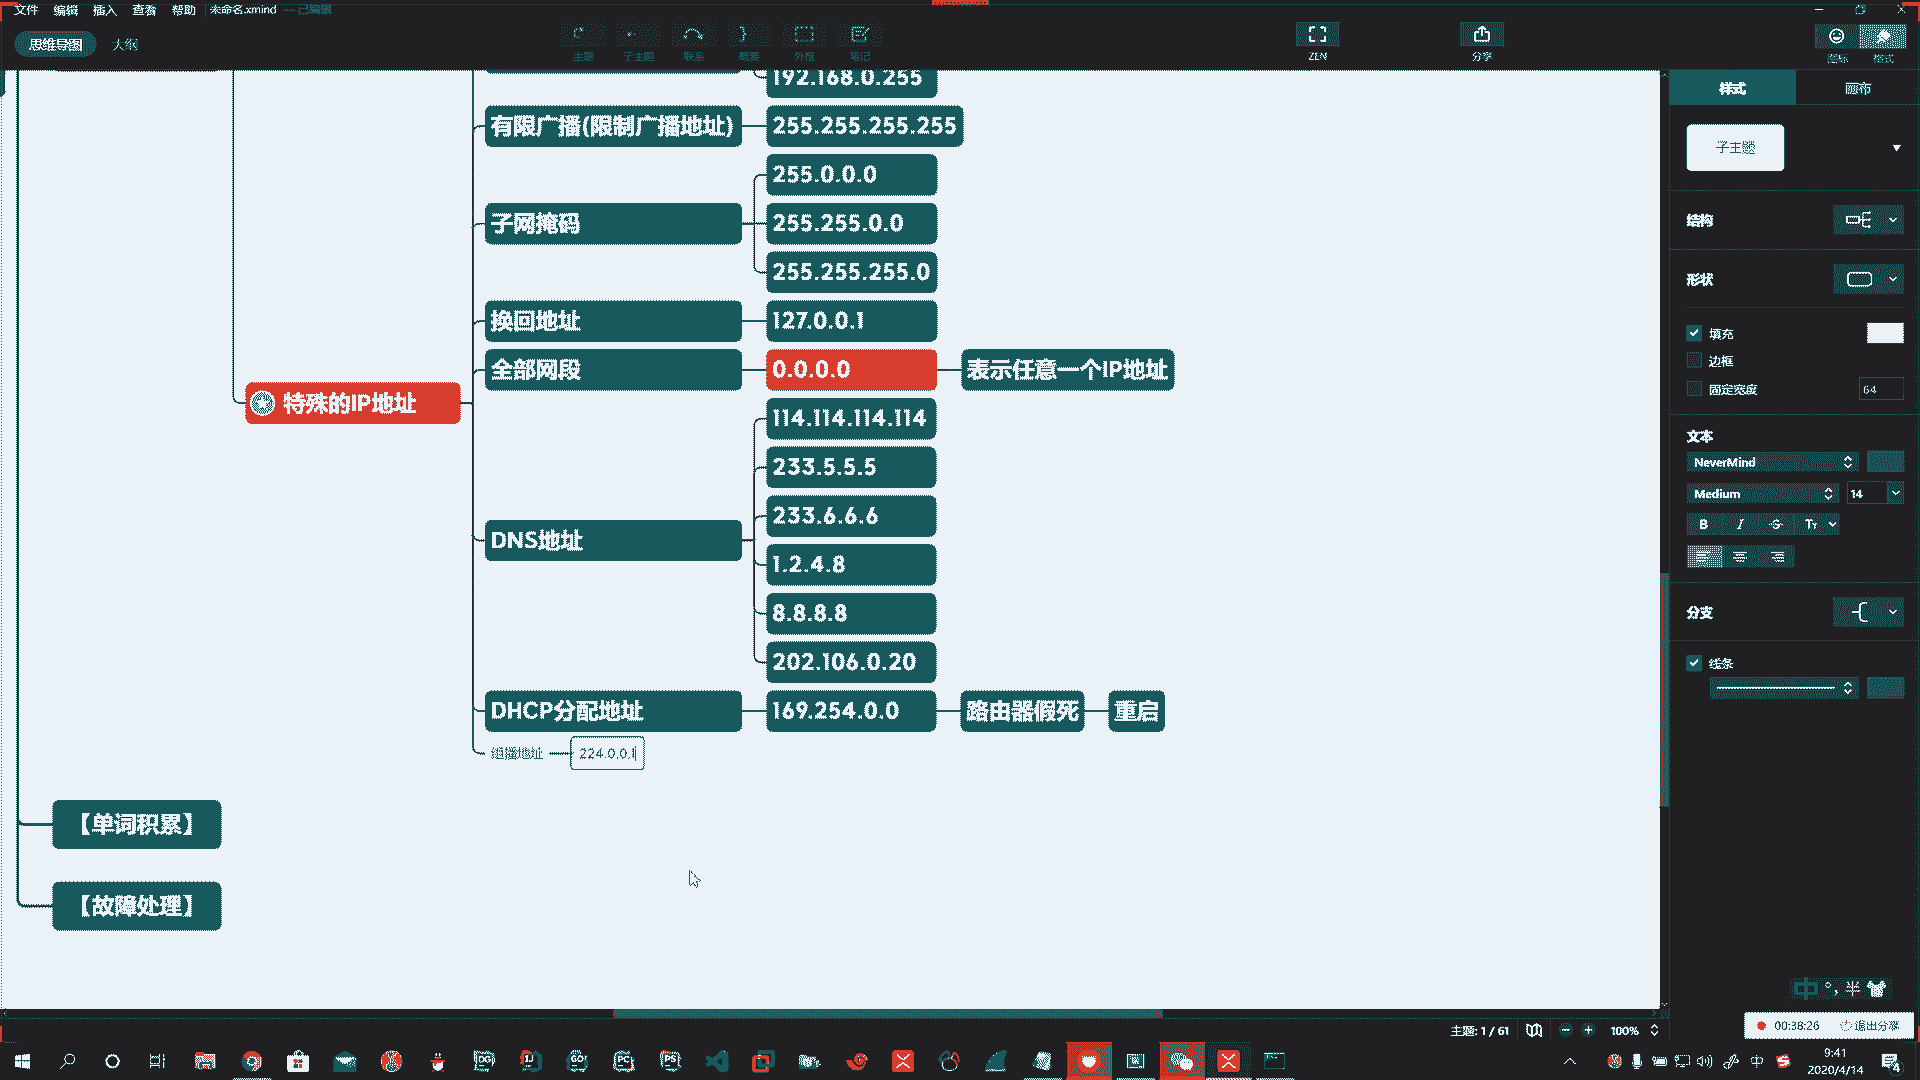 文件 编辑 插入 查看 帮助 未命名.xmind — 已编辑
思维导图 大纲
主题 子主题 联系 概要 外框 笔记 ZEN 分享 图标 格式
样式 画布
192.168.0.255
有限广播(限制广播地址) 255.255.255.255
255.0.0.0
子网掩码 255.255.0.0
255.255.255.0
换回地址 127.0.0.1
全部网段 0.0.0.0 表示任意一个IP地址
特殊的IP地址
114.114.114.114
233.5.5.5
233.6.6.6
DNS地址
1.2.4.8
8.8.8.8
202.106.0.20
DHCP分配地址 169.254.0.0 路由器假死 重启
组播地址 224.0.0.1
【单词积累】
【故障处理】
子主题
结构
形状
填充
边框
固定宽度 64
文本
NeverMind
Medium 14
B I S Tт
分支
线条
中 °, 半
主题: 1 / 61 100%
00:38:26 退出分享
DG IJ GO PC PS
中 9:41
2020/4/14 4